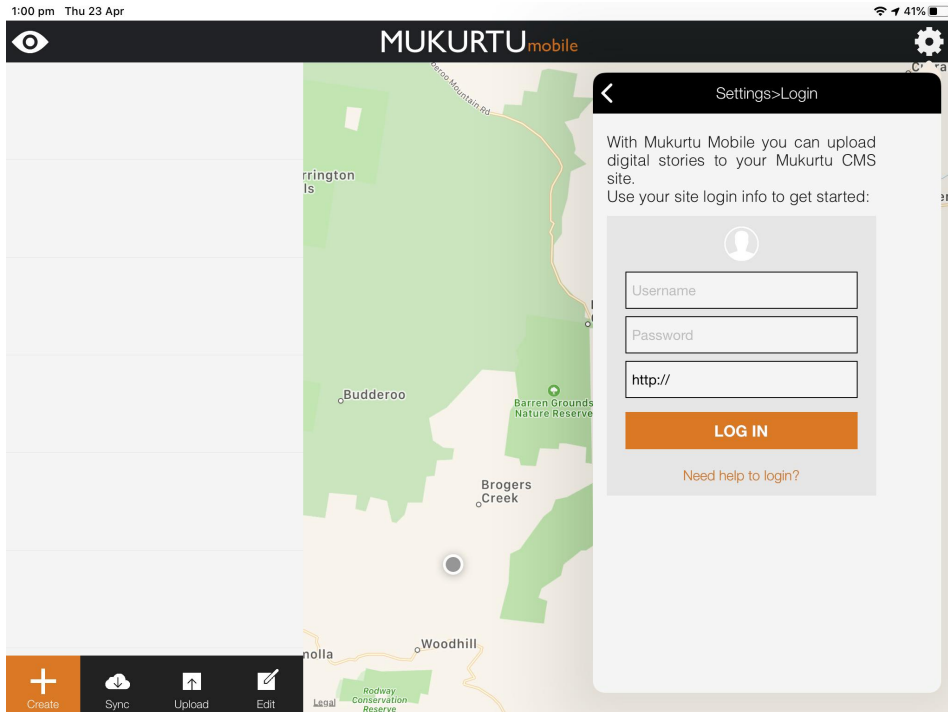 1:00 pm Thu 23 Apr
41%
MUKURTU mobile
Settings>Login
With Mukurtu Mobile you can upload
digital stories to your Mukurtu CMS
site.
Use your site login info to get started:
Username
Password
http://
LOG IN
Need help to login?
Mountain Rd
rrington
ls
Budderoo
Barren Grounds
Nature Reserve
Brogers
Creek
Woodhill
nolla
Rodway
Conservation
Reserve
Legal
Create
Sync
Upload
Edit